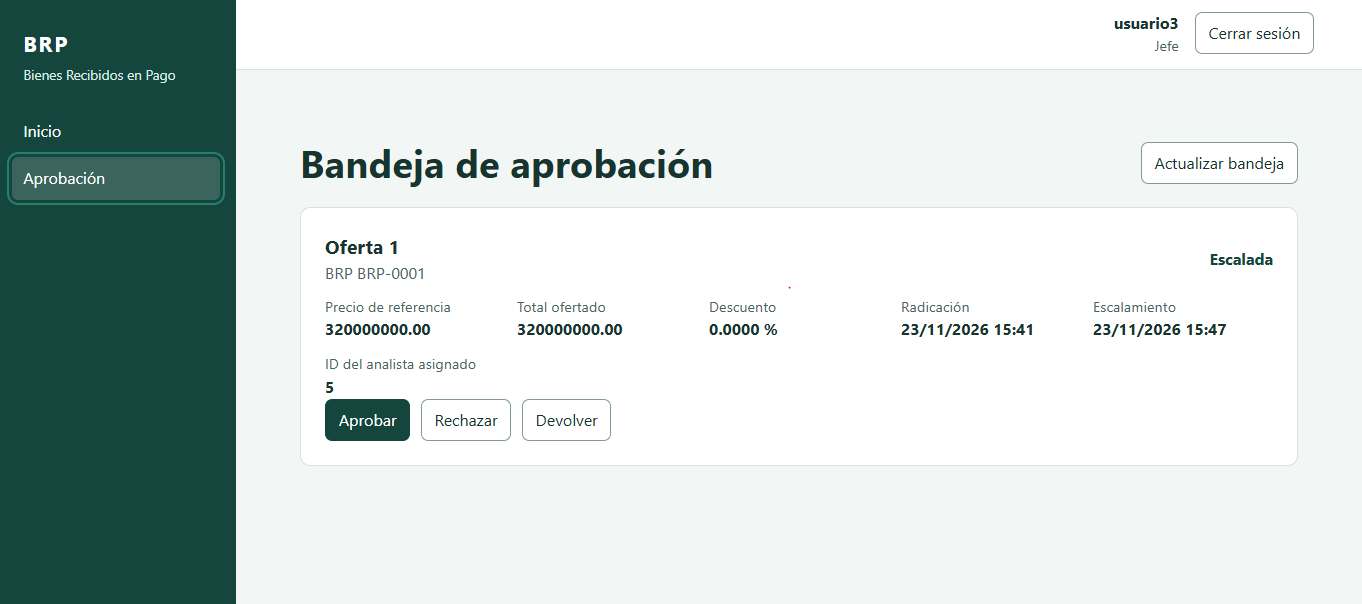 BRP
Bienes Recibidos en Pago
Inicio
Aprobación
usuario3
Jefe
Cerrar sesión
Bandeja de aprobación
Actualizar bandeja
Oferta 1
BRP BRP-0001
Escalada
Precio de referencia
320000000.00
Total ofertado
320000000.00
Descuento
0.0000 %
Radicación
23/11/2026 15:41
Escalamiento
23/11/2026 15:47
ID del analista asignado
5
Aprobar
Rechazar
Devolver